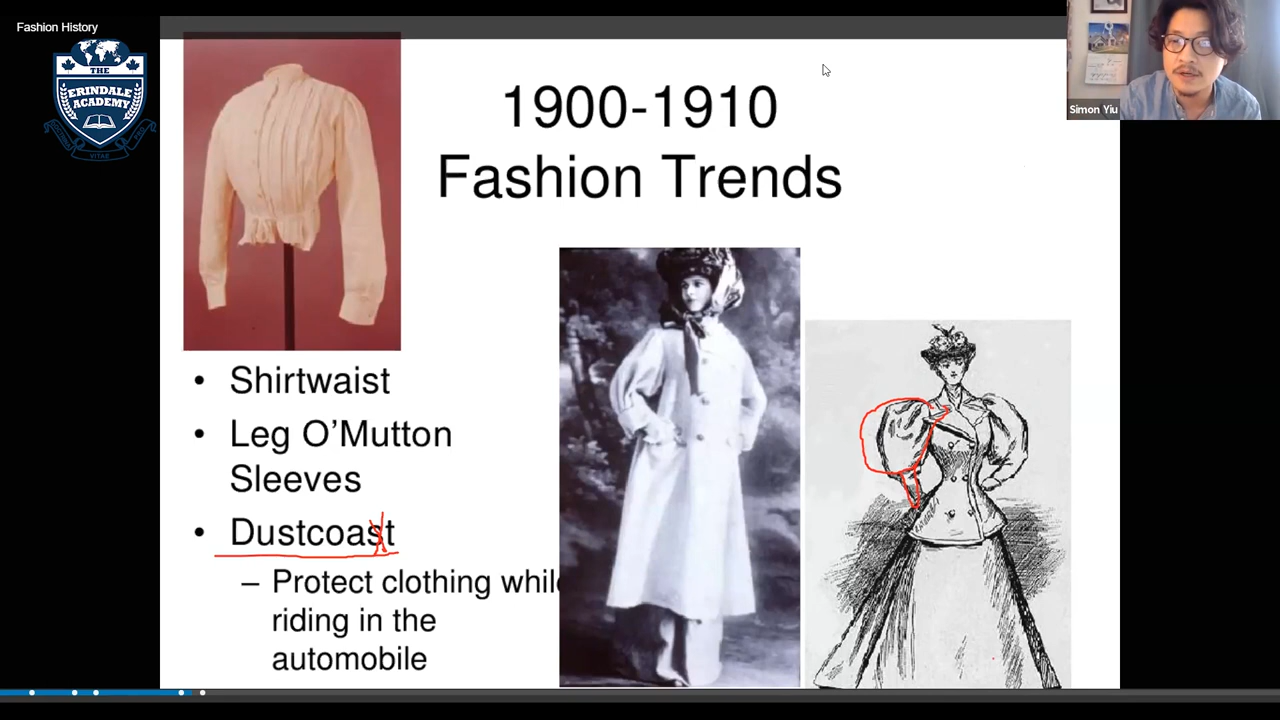 Fashion History
THE
ERINDALE
ACADEMY
VITAE
Simon Yiu
1900-1910
Fashion Trends
• Shirtwaist
• Leg O’Mutton
Sleeves
• Dustcoast
– Protect clothing whil
riding in the
automobile